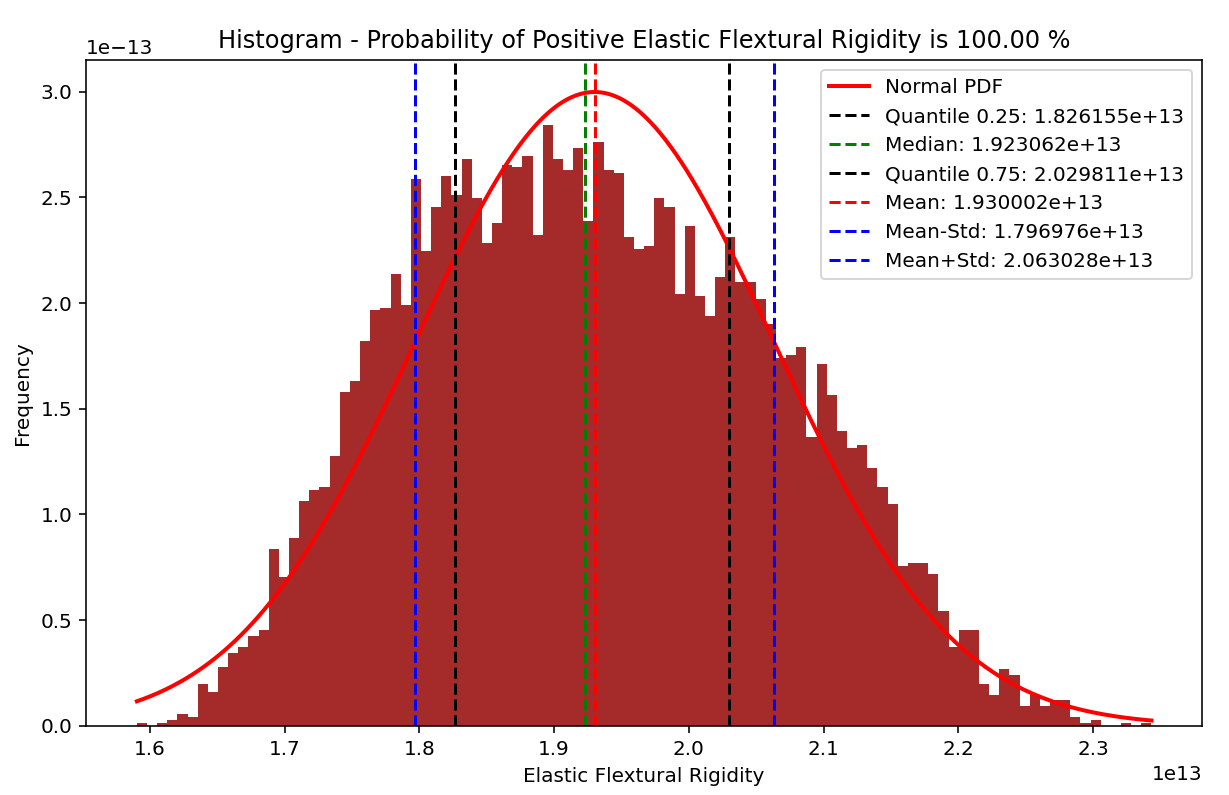 Histogram - Probability of Positive Elastic Flextural Rigidity is 100.00 %
1e−13
3.0
2.5
2.0
1.5
1.0
0.5
0.0
Frequency
Normal PDF
Quantile 0.25: 1.826155e+13
Median: 1.923062e+13
Quantile 0.75: 2.029811e+13
Mean: 1.930002e+13
Mean-Std: 1.796976e+13
Mean+Std: 2.063028e+13
1.6 1.7 1.8 1.9 2.0 2.1 2.2 2.3
Elastic Flextural Rigidity
1e13